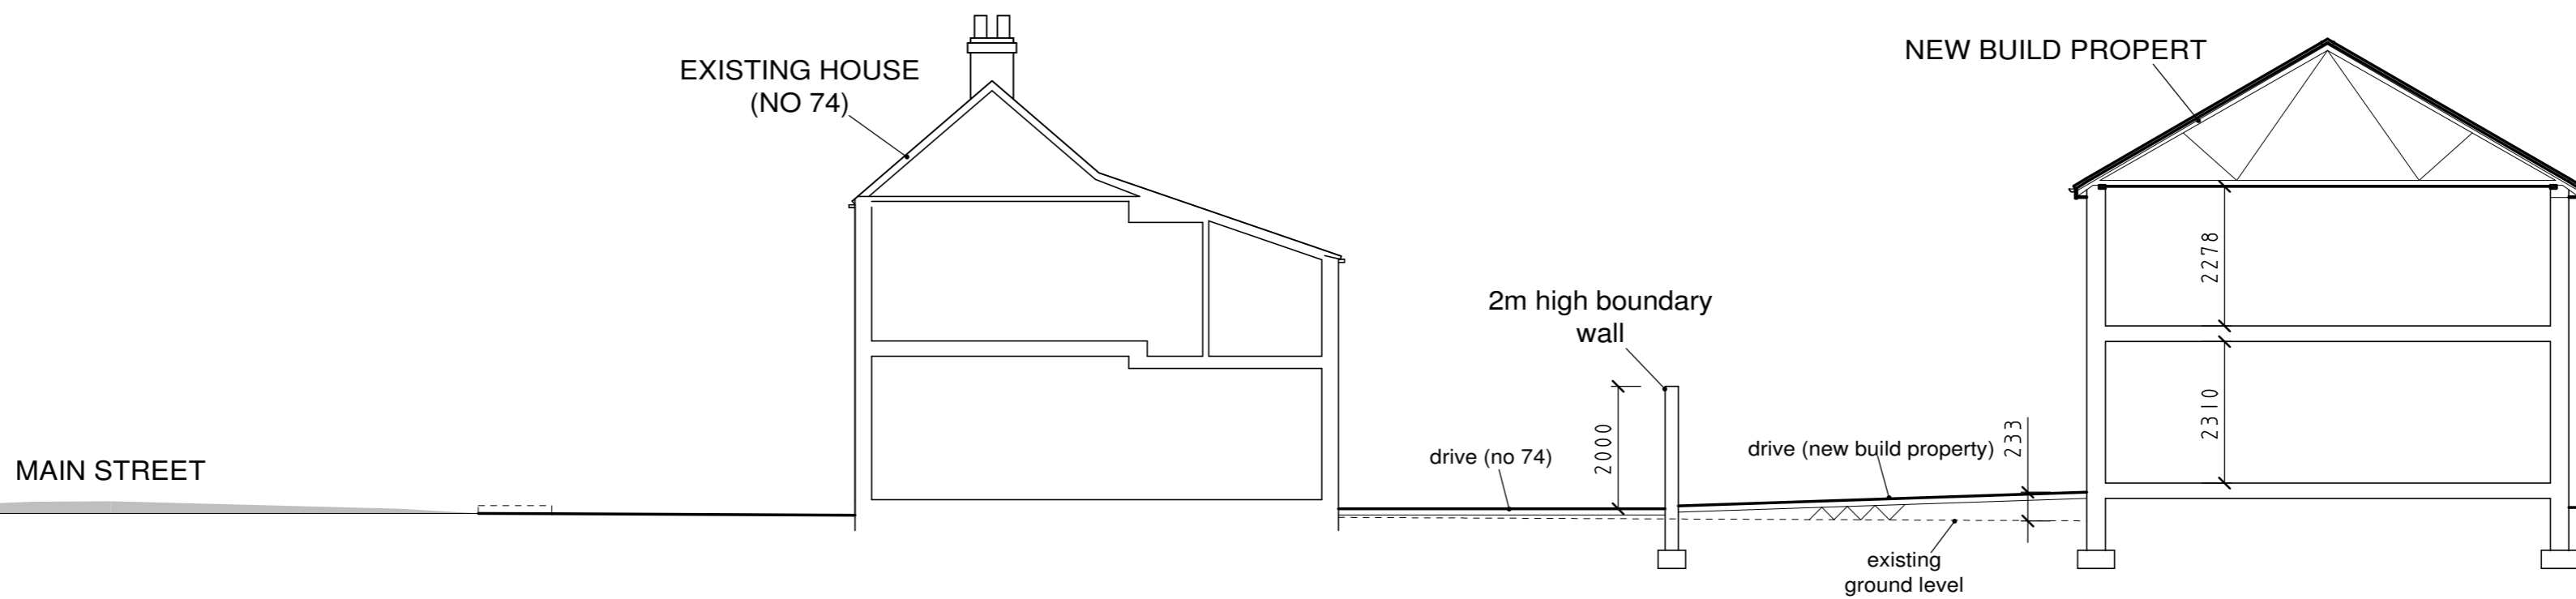 EXISTING HOUSE
(NO 74)
NEW BUILD PROPERT
2278
2m high boundary
wall
2310
2000
233
drive (no 74)
drive (new build property)
MAIN STREET
existing
ground level